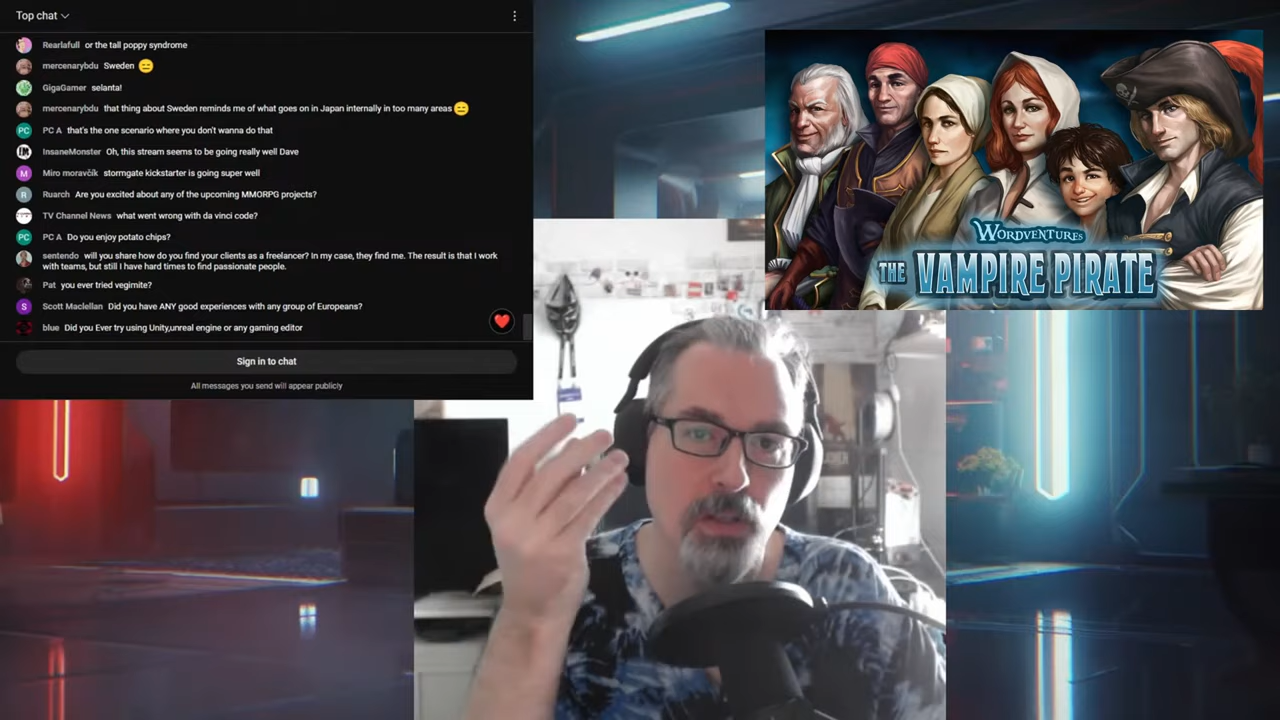 Top chat
Rearlafull or the tall poppy syndrome
mercenarybdu Sweden 😑
GigaGamer selanta!
mercenarybdu that thing about Sweden reminds me of what goes on in Japan internally in too many areas 😑
PC PC A that's the one scenario where you don't wanna do that
InsaneMonster Oh, this stream seems to be going really well Dave
M Miro moravčík stormgate kickstarter is going super well
R Ruarch Are you excited about any of the upcoming MMORPG projects?
TV Channel News what went wrong with da vinci code?
PC PC A Do you enjoy potato chips?
sentendo will you share how do you find your clients as a freelancer? In my case, they find me. The result is that I work
with teams, but still I have hard times to find passionate people.
Pat you ever tried vegimite?
S Scott Maclellan Did you have ANY good experiences with any group of Europeans?
blue Did you Ever try using Unity,unreal engine or any gaming editor
Sign in to chat
All messages you send will appear publicly
WORDVENTURES
THE VAMPIRE PIRATE